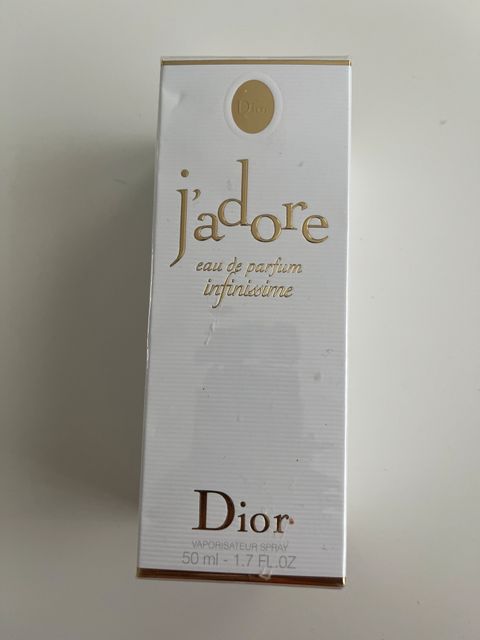 Dior
j'adore
eau de parfum
infinissime
Dior
VAPORISATEUR SPRAY
50 ml - 1.7 FL.OZ